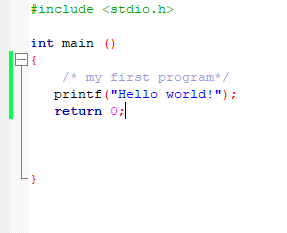 #include <stdio.h>
int main ()
{
/* my first program*/
printf("Hello world!");
return 0;
}